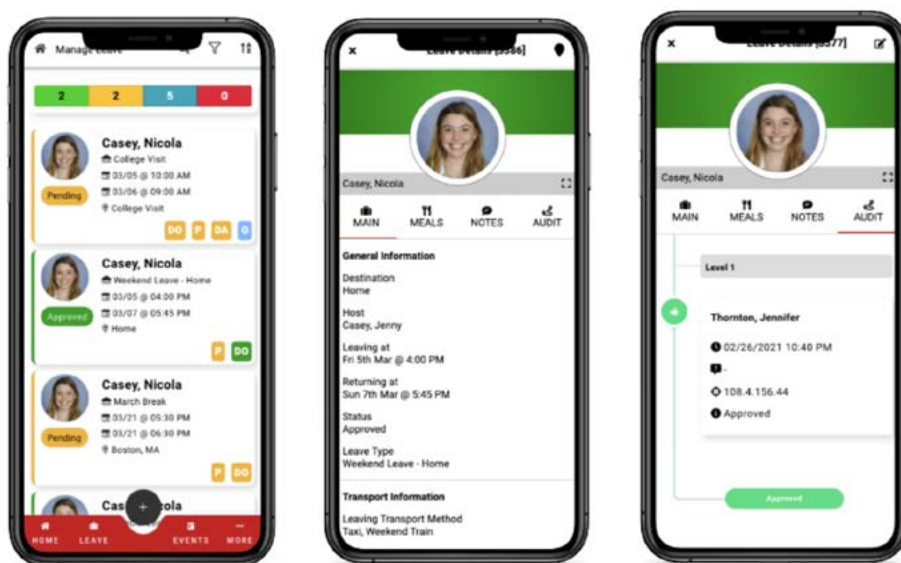 Manage Leave
2 2 5 0
Casey, Nicola
College Visit
03/05 @ 10:00 AM
Pending
03/06 @ 09:00 AM
College Visit
DO P DA O
Casey, Nicola
Weekend Leave - Home
03/05 @ 04:00 PM
Approved
03/07 @ 05:45 PM
Home
P DO
Casey, Nicola
March Break
03/21 @ 05:30 PM
Pending
03/21 @ 06:30 PM
Boston, MA
P DO
HOME LEAVE EVENTS MORE
Leave Details [3386]
Casey, Nicola
MAIN MEALS NOTES AUDIT
General Information
Destination
Home
Host
Casey, Jenny
Leaving at
Fri 5th Mar @ 4:00 PM
Returning at
Sun 7th Mar @ 5:45 PM
Status
Approved
Leave Type
Weekend Leave - Home
Transport Information
Leaving Transport Method
Taxi, Weekend Train
Leave Details [3377]
Casey, Nicola
MAIN MEALS NOTES AUDIT
Level 1
Thornton, Jennifer
02/26/2021 10:40 PM
-
108.4.156.44
Approved
Approved